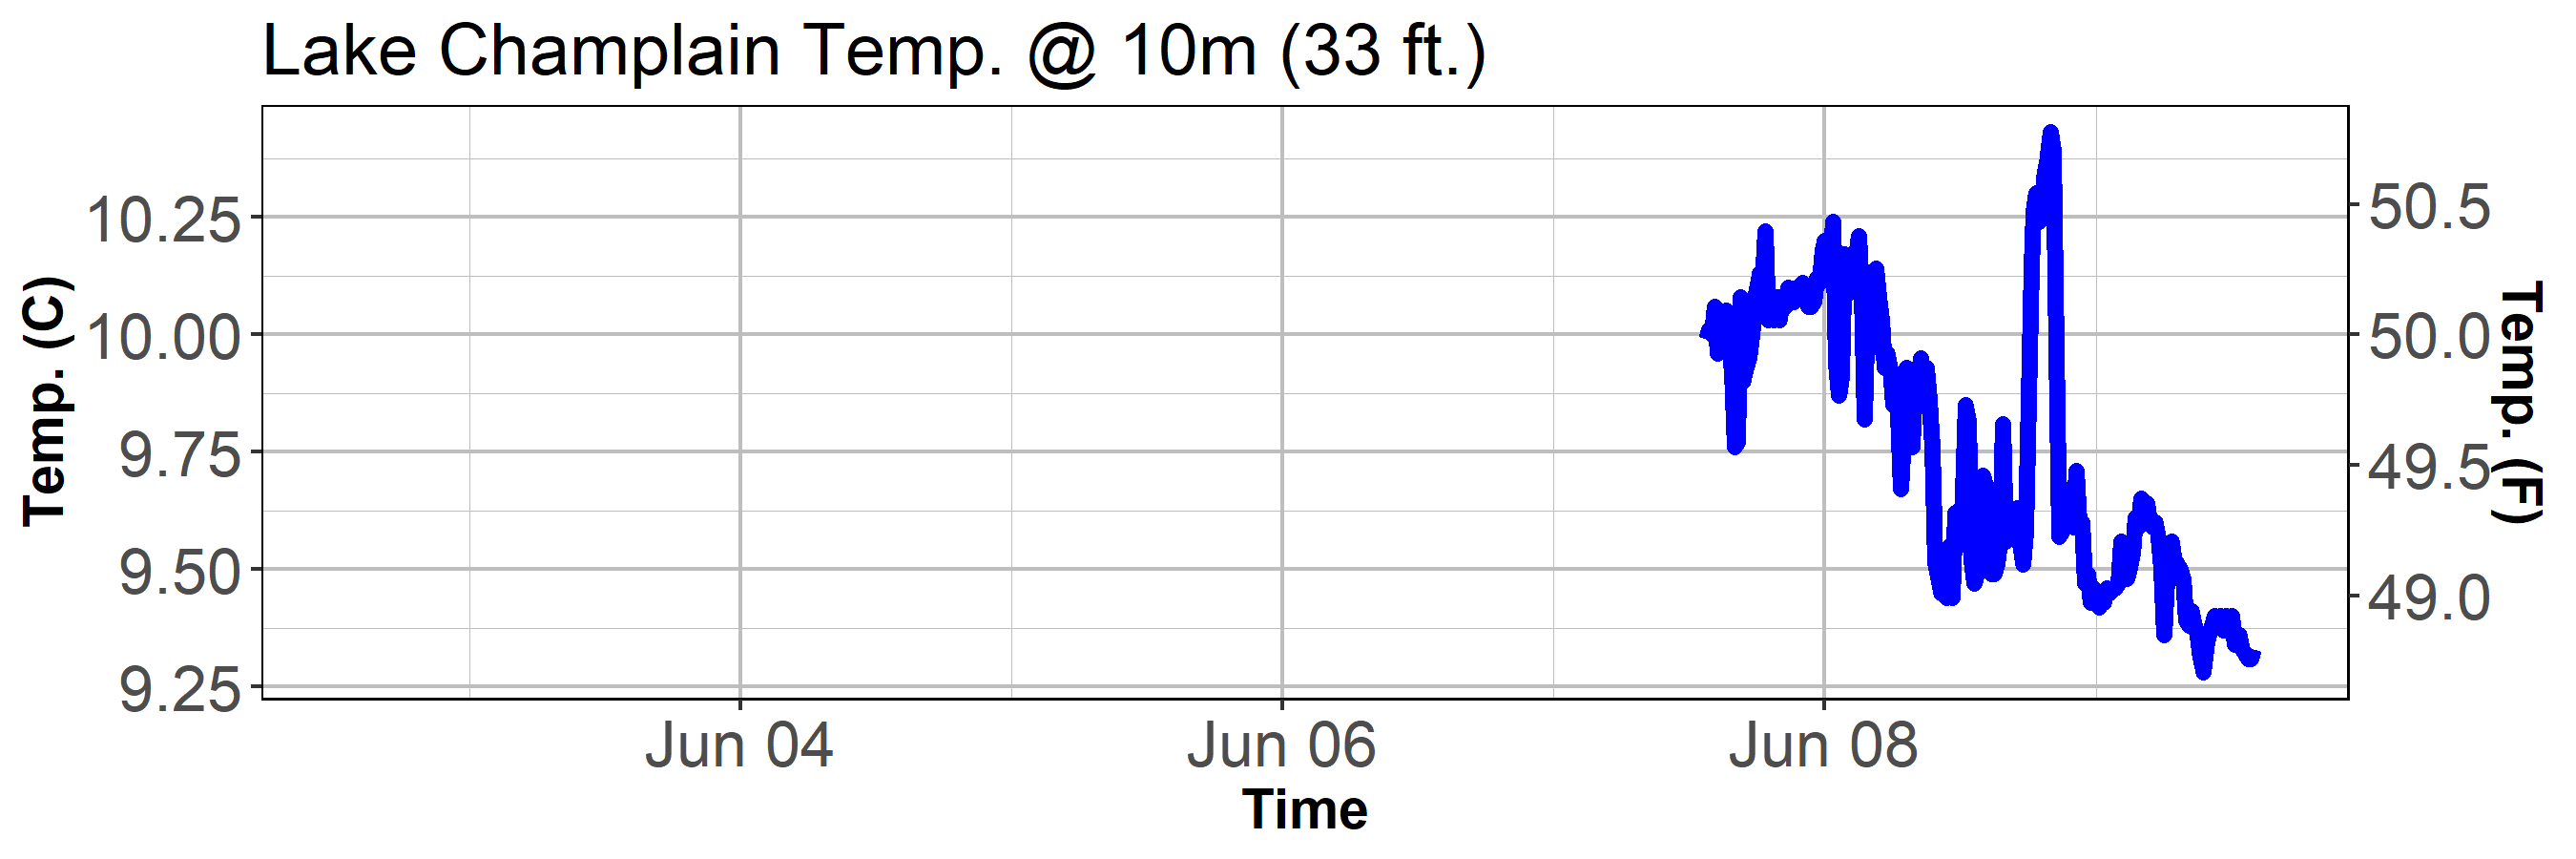 Lake Champlain Temp. @ 10m (33 ft.)
Temp. (C)
10.25
10.00
9.75
9.50
9.25
50.5
50.0
49.5
49.0
Temp. (F)
Jun 04
Jun 06
Jun 08
Time